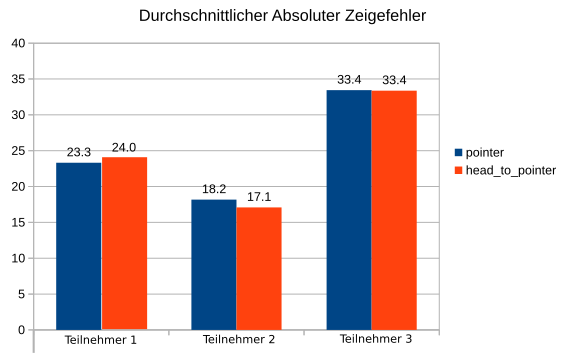 Durchschnittlicher Absoluter Zeigefehler
40
35
30
25
20
15
10
5
0
23.3
24.0
18.2
17.1
33.4
33.4
Teilnehmer 1
Teilnehmer 2
Teilnehmer 3
pointer
head_to_pointer